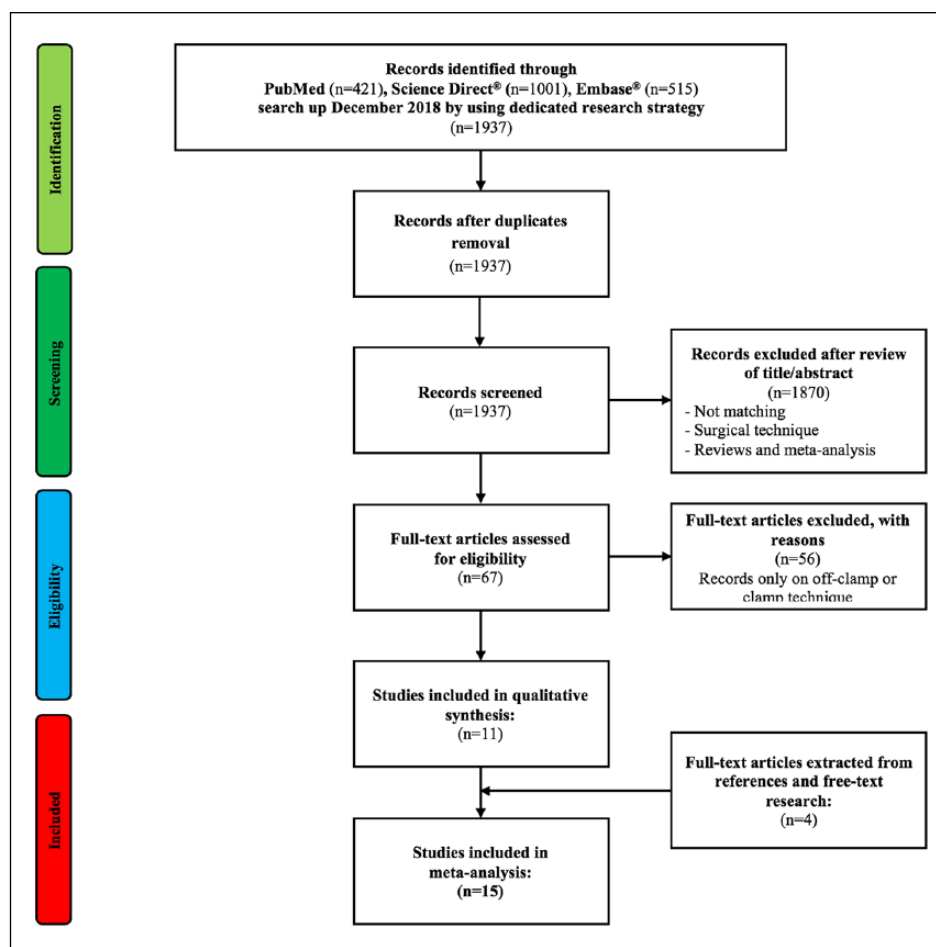 Identification
Records identified through
PubMed (n=421), Science Direct® (n=1001), Embase® (n=515)
search up December 2018 by using dedicated research strategy
(n=1937)
Records after duplicates
removal
(n=1937)
Screening
Records screened
(n=1937)
Records excluded after review
of title/abstract
(n=1870)
- Not matching
- Surgical technique
- Reviews and meta-analysis
Eligibility
Full-text articles assessed
for eligibility
(n=67)
Full-text articles excluded, with
reasons
(n=56)
Records only on off-clamp or
clamp technique
Included
Studies included in qualitative
synthesis:
(n=11)
Full-text articles extracted from
references and free-text
research:
(n=4)
Studies included in
meta-analysis:
(n=15)